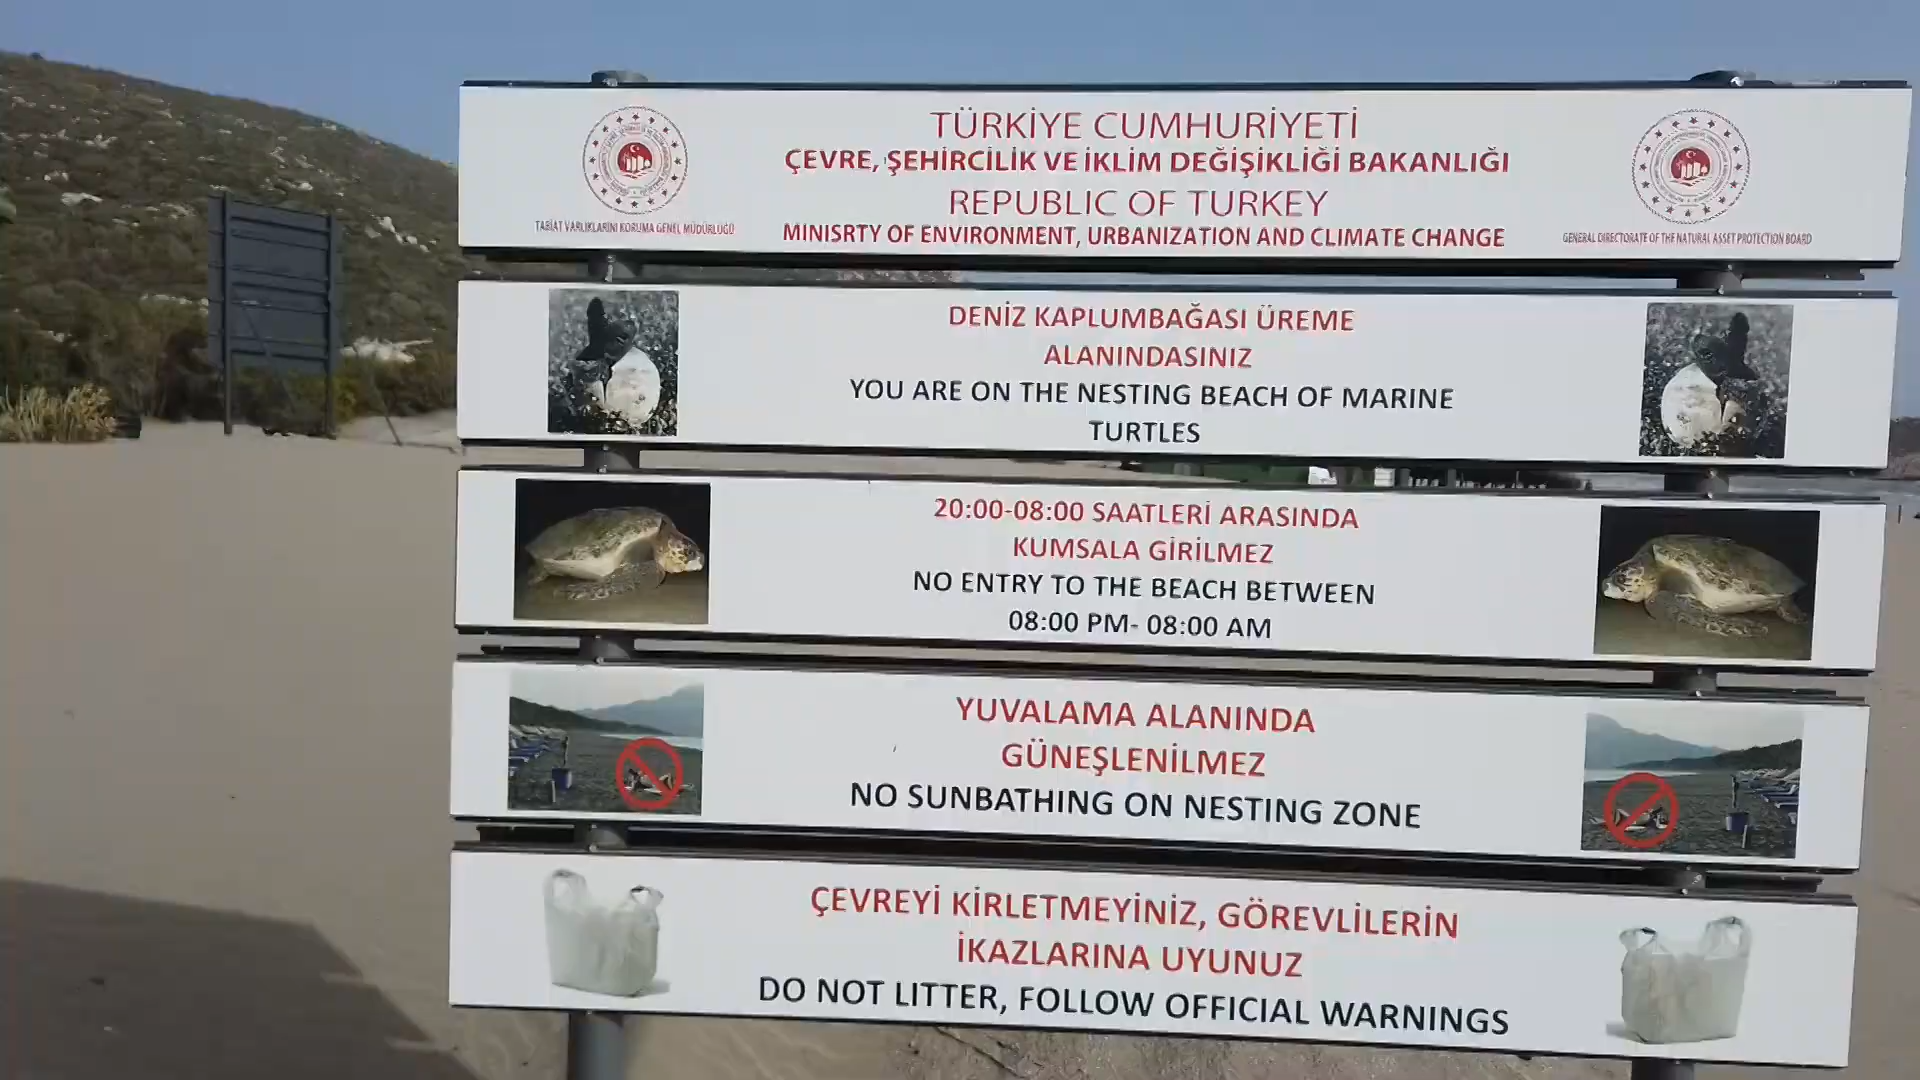 TÜRKİYE CUMHURİYETİ
ÇEVRE, ŞEHİRCİLİK VE İKLİM DEĞİŞİKLİĞİ BAKANLIĞI
REPUBLIC OF TURKEY
MINISRTY OF ENVIRONMENT, URBANIZATION AND CLIMATE CHANGE
TABİAT VARLIKLARINI KORUMA GENEL MÜDÜRLÜĞÜ
GENERAL DIRECTORATE OF THE NATURAL ASSET PROTECTION BOARD
DENİZ KAPLUMBAĞASI ÜREME
ALANINDASINIZ
YOU ARE ON THE NESTING BEACH OF MARINE
TURTLES
20:00-08:00 SAATLERİ ARASINDA
KUMSALA GİRİLMEZ
NO ENTRY TO THE BEACH BETWEEN
08:00 PM- 08:00 AM
YUVALAMA ALANINDA
GÜNEŞLENİLMEZ
NO SUNBATHING ON NESTING ZONE
ÇEVREYİ KİRLETMEYİNİZ, GÖREVLİLERİN
İKAZLARINA UYUNUZ
DO NOT LITTER, FOLLOW OFFICIAL WARNINGS